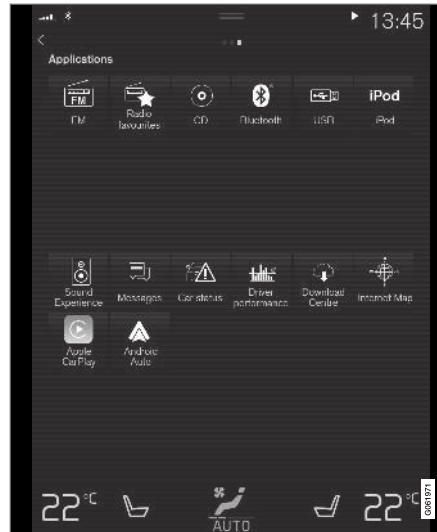 13:45
Applications
FM
iPod
FM
Radio
favourites
CD
Bluetooth
USB
iPod
Sound
Experience
Messages
Car status
Driver
performance
Download
Centre
Internet Map
Apple
CarPlay
Android
Auto
22°C
AUTO
22°C
G061971